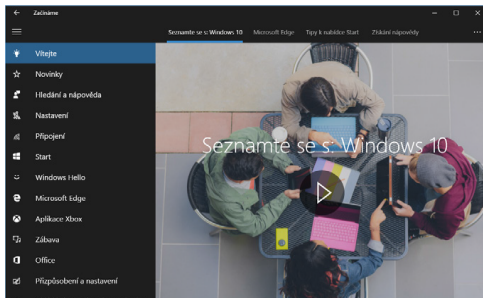 Začínáme
Seznamte se s: Windows 10
Microsoft Edge
Tipy k nabídce Start
Získání nápovědy
Vítejte
Novinky
Hledání a nápověda
Nastavení
Připojení
Start
Windows Hello
Microsoft Edge
Aplikace Xbox
Zábava
Office
Přizpůsobení a nastavení
Seznamte se s: Windows 10